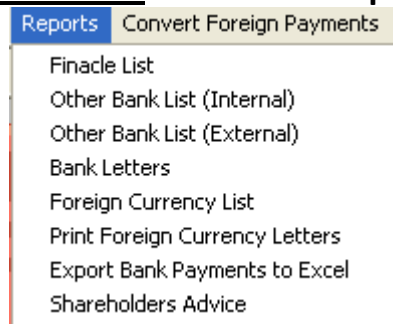 Reports Convert Foreign Payments
Finacle List
Other Bank List (Internal)
Other Bank List (External)
Bank Letters
Foreign Currency List
Print Foreign Currency Letters
Export Bank Payments to Excel
Shareholders Advice